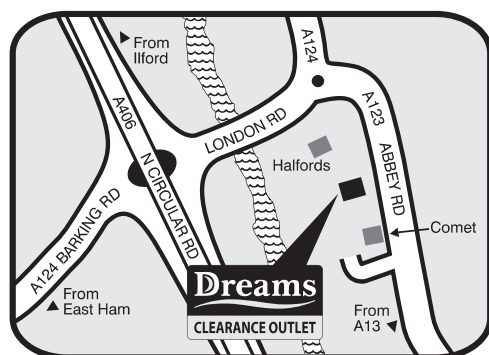 From
Ilford
A124
A406
LONDON RD
A123
ABBEY RD
Halfords
N CIRCULAR RD
A124 BARKING RD
Comet
From
East Ham
Dreams
CLEARANCE OUTLET
From
A13